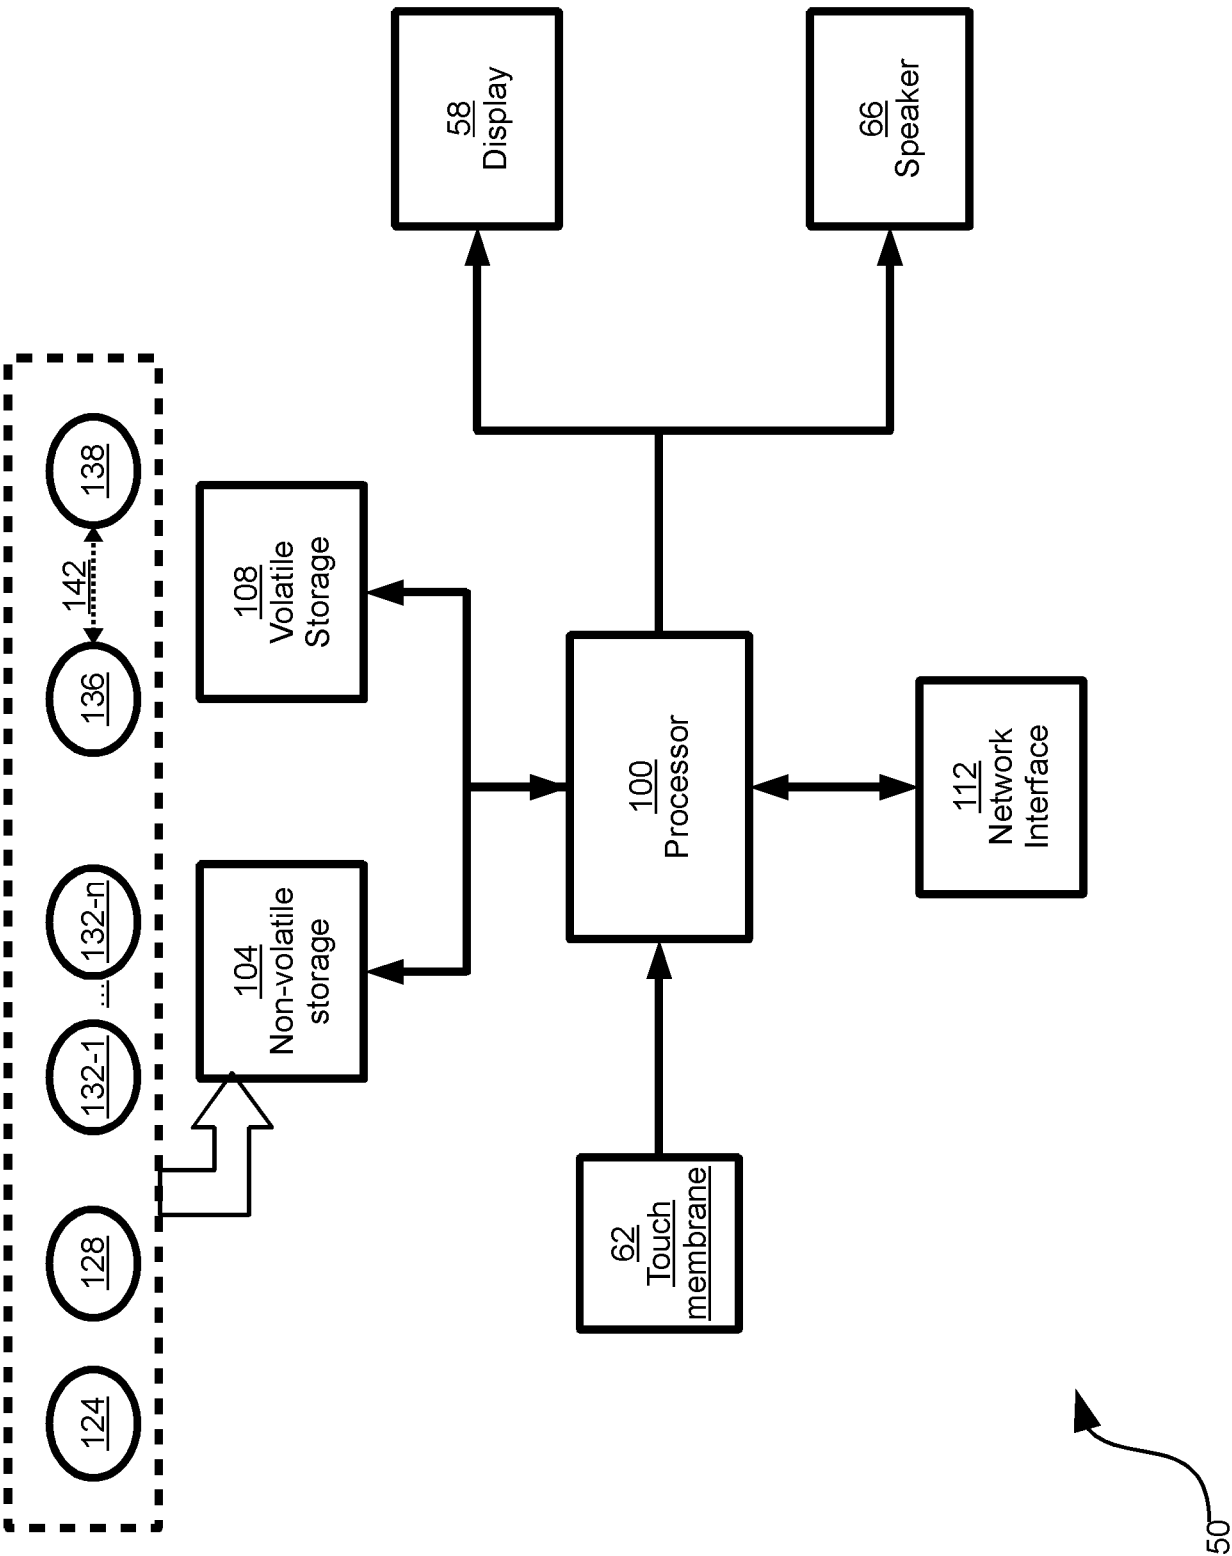 124
128
132-1
...
132-n
136
142
138
104
Non-volatile
storage
108
Volatile
Storage
62
Touch
membrane
100
Processor
58
Display
66
Speaker
112
Network
Interface
50